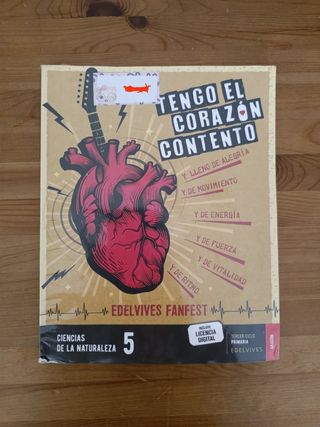 TENGO EL
CORAZÓN
CONTENTO
Y LLENO DE ALEGRÍA
Y DE MOVIMIENTO
Y DE ENERGÍA
Y DE FUERZA
Y DE VITALIDAD
Y DE RITMO
EDELVIVES FANFEST
CIENCIAS
DE LA NATURALEZA
5
INCLUYE
LICENCIA
DIGITAL
TERCER CICLO
PRIMARIA
EDELVIVES